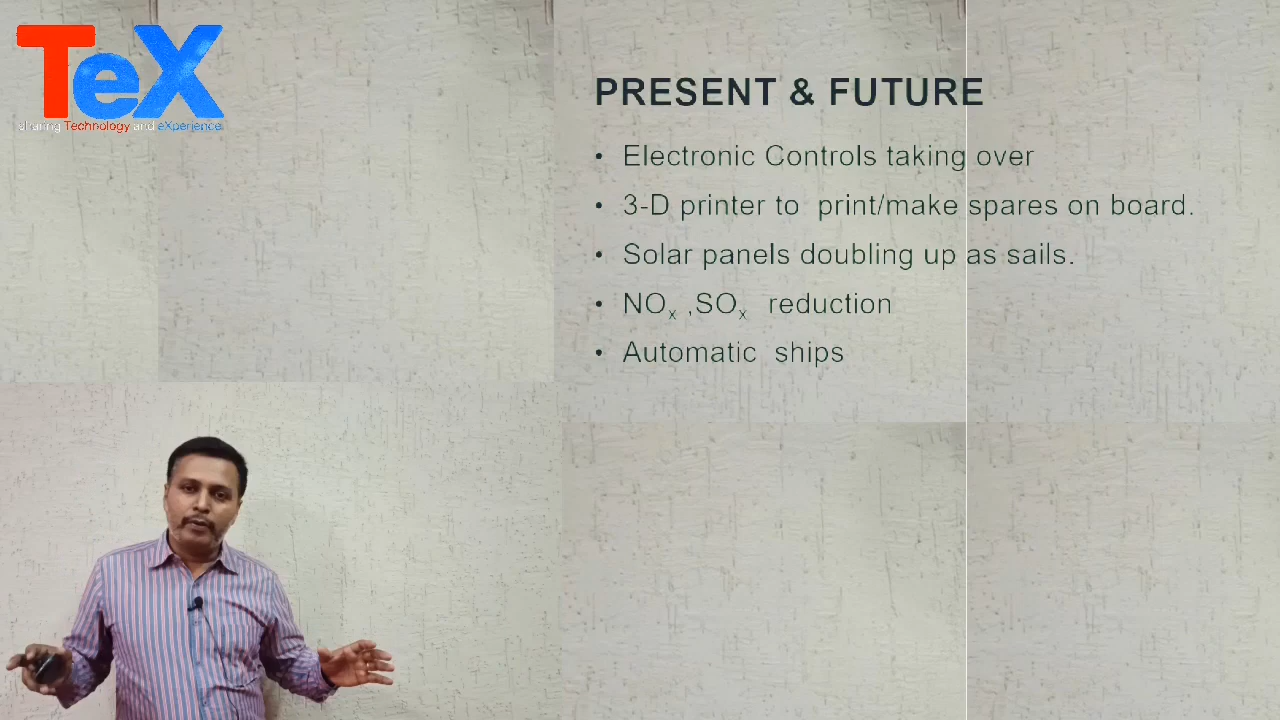 TeX
sharing Technology and eXperience
PRESENT & FUTURE
• Electronic Controls taking over
• 3-D printer to print/make spares on board.
• Solar panels doubling up as sails.
• NOₓ ,SOₓ reduction
• Automatic ships